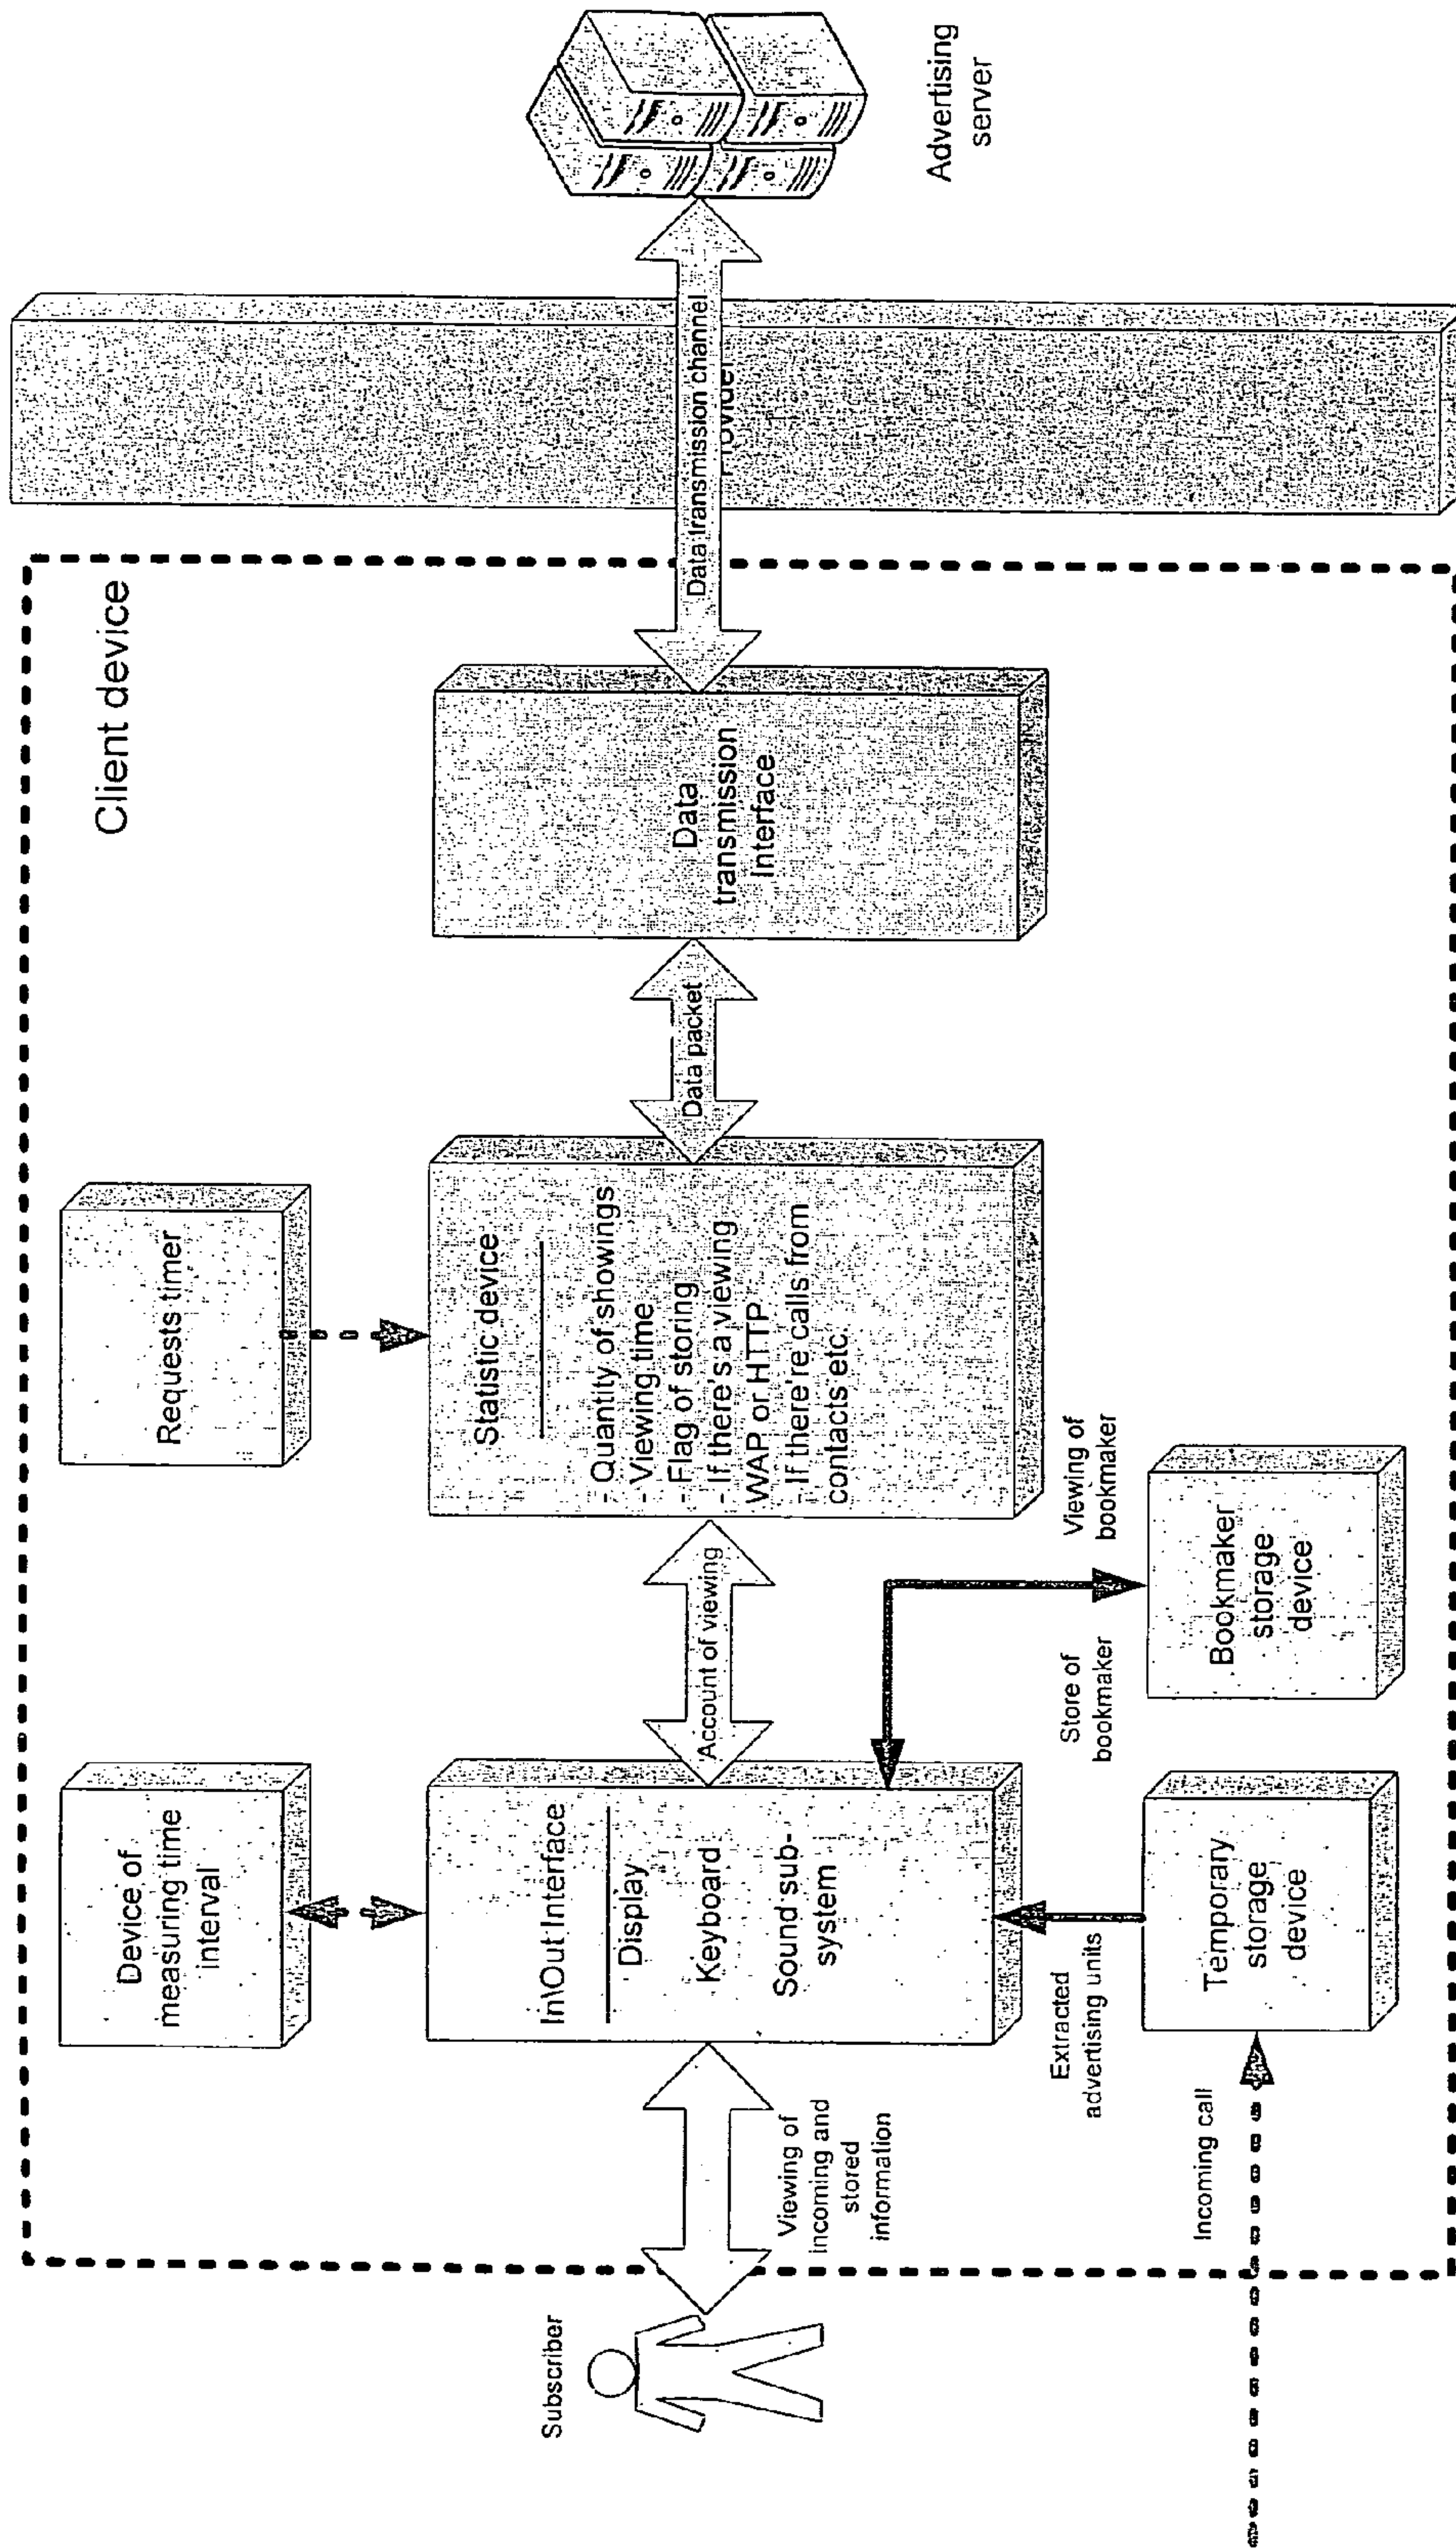 Client device
Subscriber
Viewing of
incoming and
stored
information
Device of
measuring time
interval
In\Out Interface
Display
Keyboard
Sound sub-
system
Extracted
advertising units
Temporary
storage
device
Incoming call
Account of viewing
Store of
bookmaker
Viewing of
bookmaker
Bookmaker
storage
device
Requests timer
Statistic device
- Quantity of showings
- Viewing time
- Flag of storing
- If there's a viewing
WAP or HTTP
- If there're calls from
contacts etc.
Data packet
Data
transmission
Interface
Data transmission channel
Advertising
server